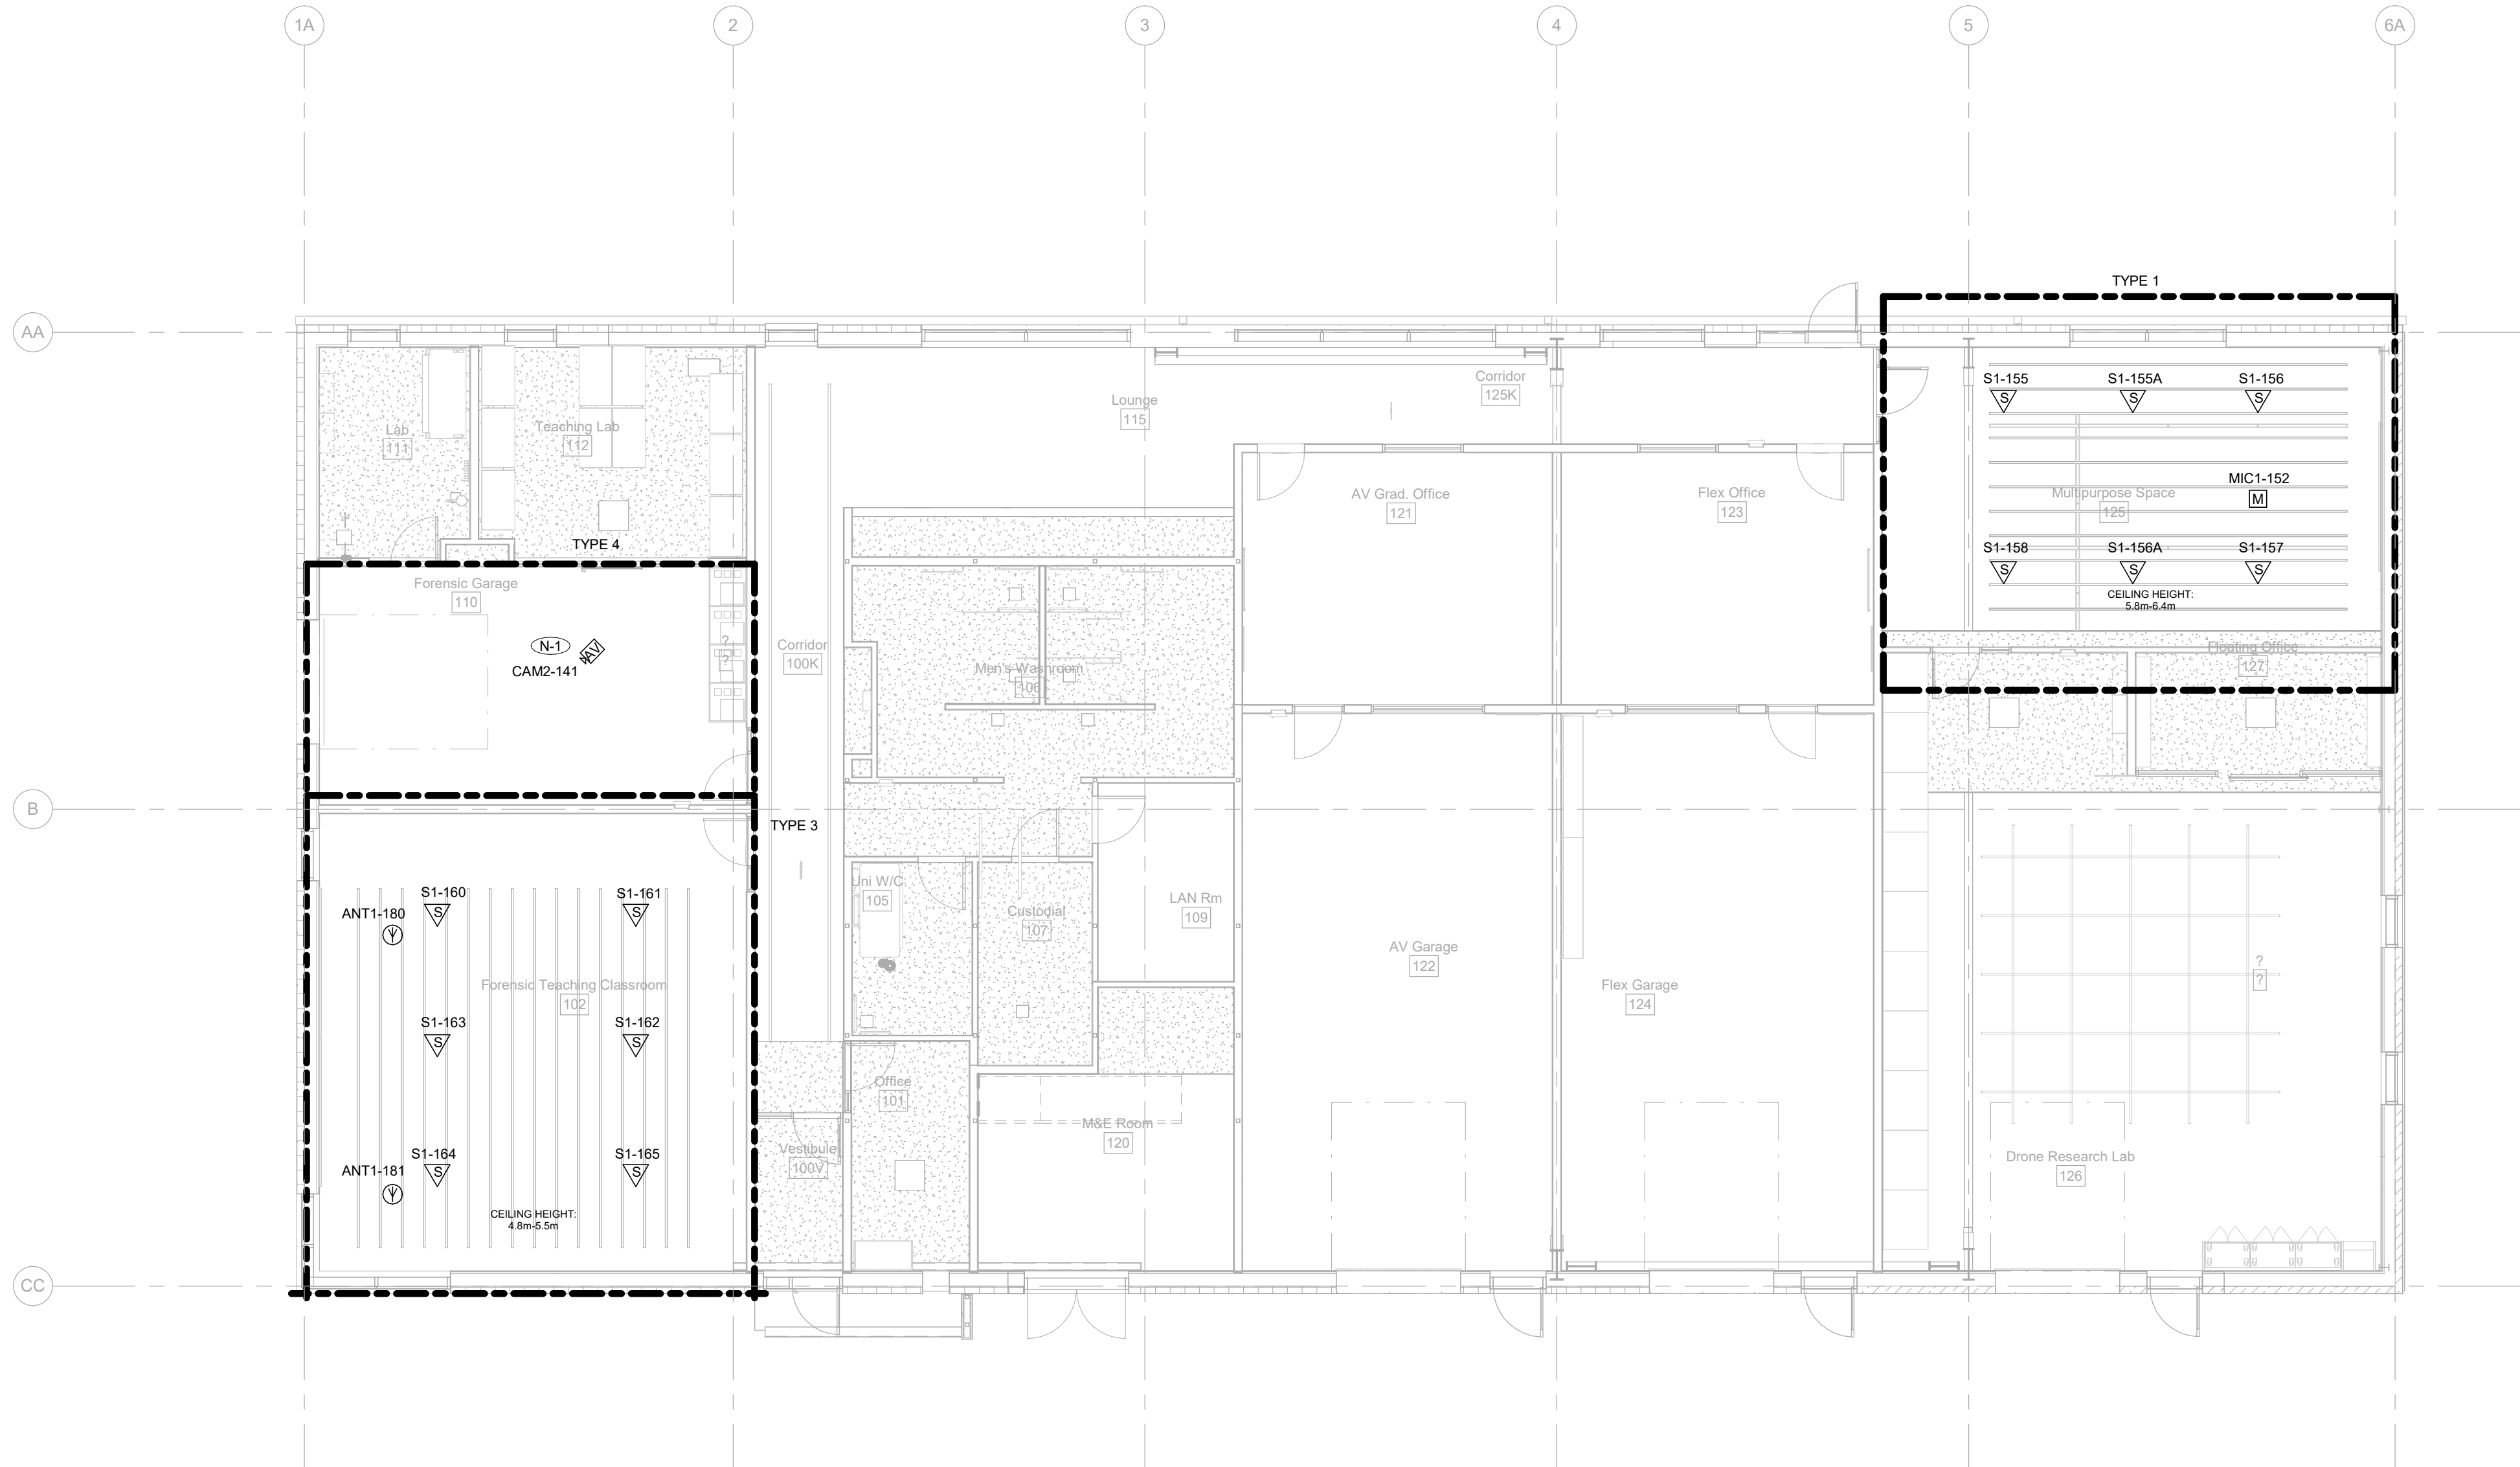 1A
2
3
4
5
6A
TYPE 1
AA
S1-155
S1-155A
S1-156
Corridor
125K
Lounge
115
Lab
111
Teaching Lab
112
MIC1-152
M
Multipurpose Space
125
AV Grad. Office
121
Flex Office
123
TYPE 4
S1-158
S1-156A
S1-157
S
S
S
S
S
S
CEILING HEIGHT:
5.8m-6.4m
Forensic Garage
110
N-1
CAM2-141
AV
?
?
Corridor
100K
Men's Washroom
106
Floating Office
127
B
TYPE 3
S1-160
S1-161
ANT1-180
S
S
Uni W/C
105
Custodial
107
LAN Rm
109
AV Garage
122
Flex Garage
124
?
?
Forensic Teaching Classroom
102
S1-163
S1-162
S
S
Office
101
M&E Room
120
Vestibule
100V
S1-164
S1-165
ANT1-181
S
S
Drone Research Lab
126
CEILING HEIGHT:
4.8m-5.5m
CC